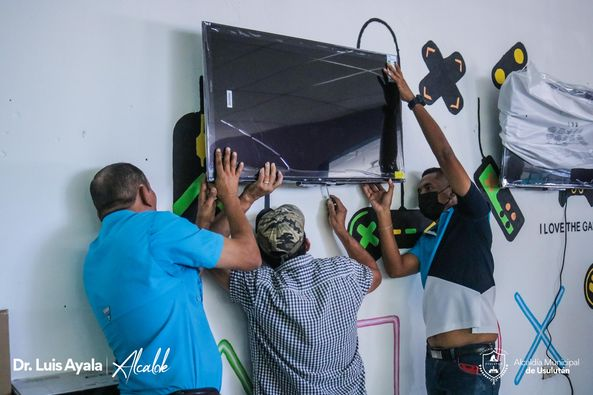 I LOVE THE GA
Dr. Luis Ayala
Alcalde
Alcaldía Municipal
de Usulután